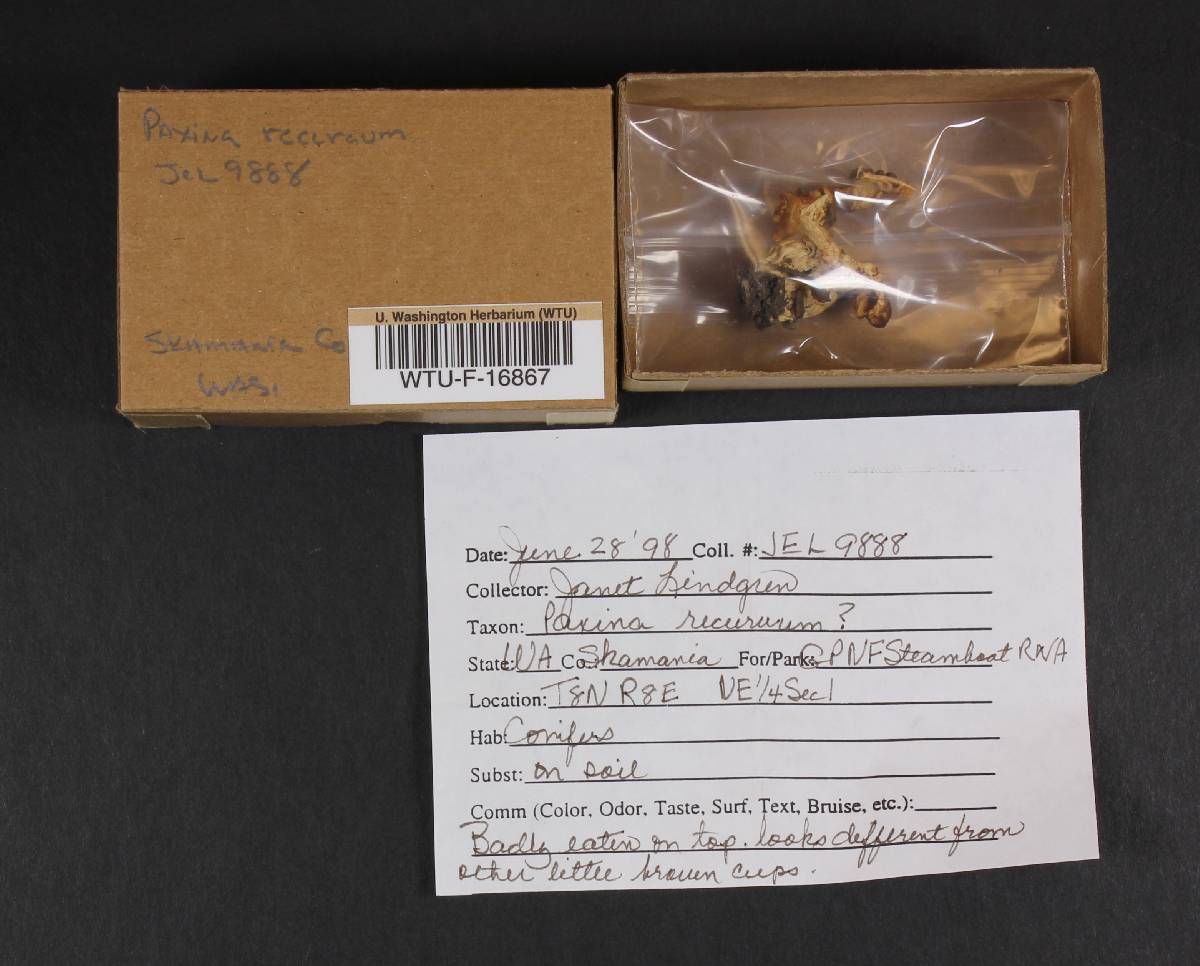 Paxina recurvum
JEL 9888
Skamania Co
WAS.
U. Washington Herbarium (WTU)
WTU-F-16867
Date: June 28 '98 Coll. #: JEL 9888
Collector: Janet Lindgren
Taxon: Paxina recurvum ?
State: WA Co.: Skamania For/Park: GPNF Steamboat RNA
Location: T8N R8E NE 1/4 Sec 1
Hab: Conifers
Subst: on soil
Comm (Color, Odor, Taste, Surf, Text, Bruise, etc.):
Badly eaten on top. looks different from
other little brown cups.